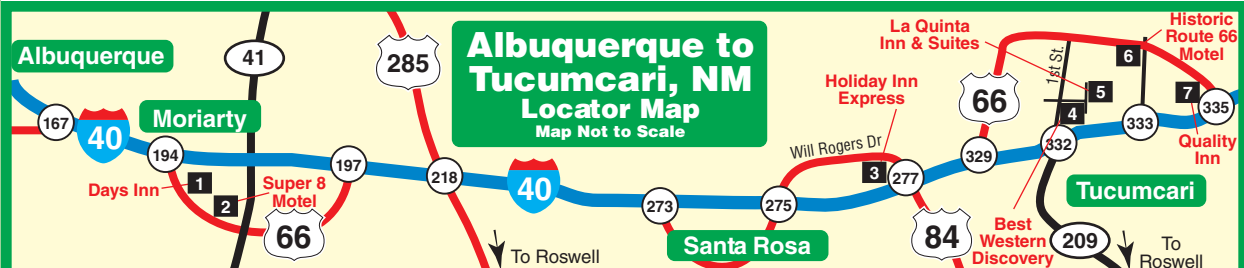 Albuquerque to
Tucumcari, NM
Locator Map
Map Not to Scale
Albuquerque
167
40
Moriarty
194
41
Days Inn
1
2
Super 8
Motel
66
197
285
218
To Roswell
40
273
Santa Rosa
275
Will Rogers Dr
Holiday Inn
Express
3
277
84
La Quinta
Inn & Suites
66
329
1st St.
5
4
332
Best
Western
Discovery
209
Tucumcari
To
Roswell
333
6
Historic
Route 66
Motel
7
335
Quality
Inn